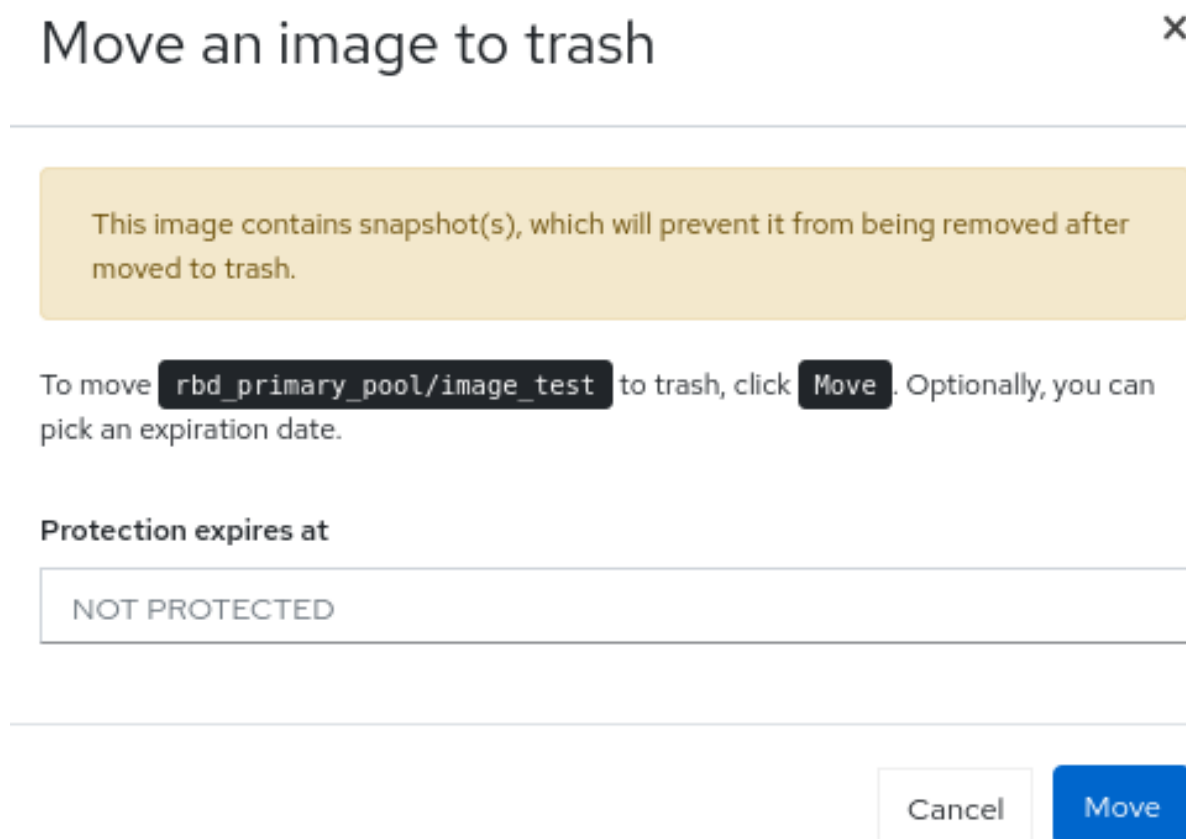 Move an image to trash
×
This image contains snapshot(s), which will prevent it from being removed after
moved to trash.
To move rbd_primary_pool/image_test to trash, click Move. Optionally, you can
pick an expiration date.
Protection expires at
NOT PROTECTED
Cancel Move